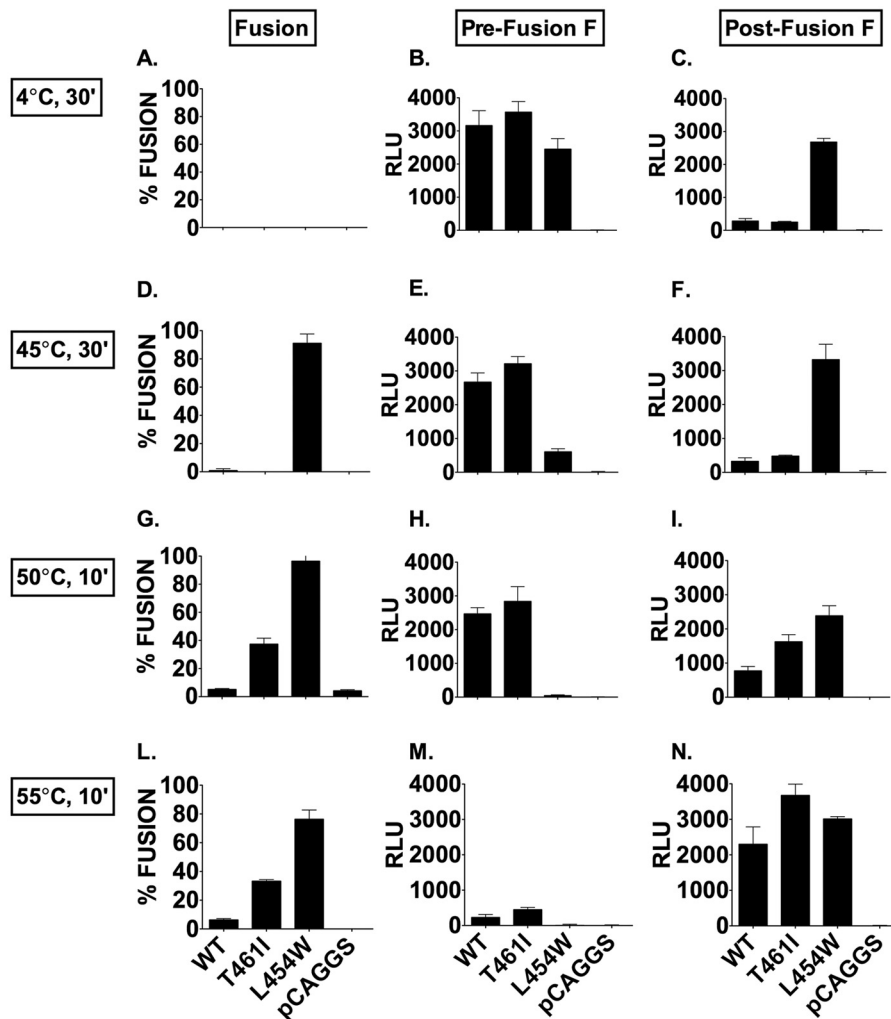 Fusion
Pre-Fusion F
Post-Fusion F
4°C, 30'
A.
% FUSION
100
80
60
40
20
0
B.
RLU
4000
3000
2000
1000
0
C.
RLU
4000
3000
2000
1000
0
45°C, 30'
D.
% FUSION
100
80
60
40
20
0
E.
RLU
4000
3000
2000
1000
0
F.
RLU
4000
3000
2000
1000
0
50°C, 10'
G.
% FUSION
100
80
60
40
20
0
H.
RLU
4000
3000
2000
1000
0
I.
RLU
4000
3000
2000
1000
0
55°C, 10'
L.
% FUSION
100
80
60
40
20
0
WT
T461I
L454W
pCAGGS
M.
RLU
4000
3000
2000
1000
0
WT
T461I
L454W
pCAGGS
N.
RLU
4000
3000
2000
1000
0
WT
T461I
L454W
pCAGGS